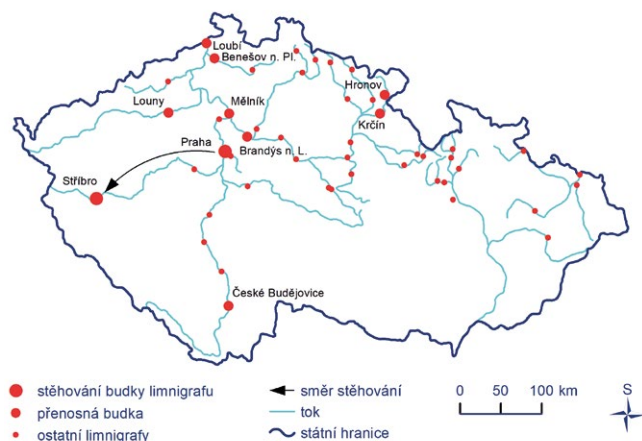 Loubí
Benešov n. Pl.
Hronov
Louny
Mělník
Krčín
Praha
Brandýs n. L.
Stříbro
České Budějovice
stěhování budky limnigrafu
přenosná budka
ostatní limnigrafy
směr stěhování
tok
státní hranice
0 50 100 km
S